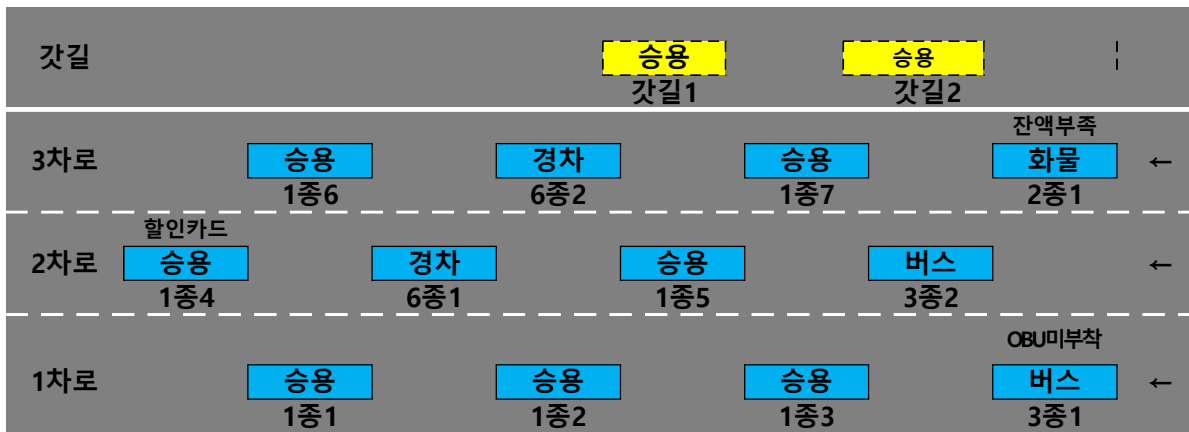 갓길 승용 승용
갓길1 갓길2
잔액부족
3차로 승용 경차 승용 화물 ←
1종6 6종2 1종7 2종1
할인카드
2차로 승용 경차 승용 버스 ←
1종4 6종1 1종5 3종2
OBU미부착
1차로 승용 승용 승용 버스 ←
1종1 1종2 1종3 3종1